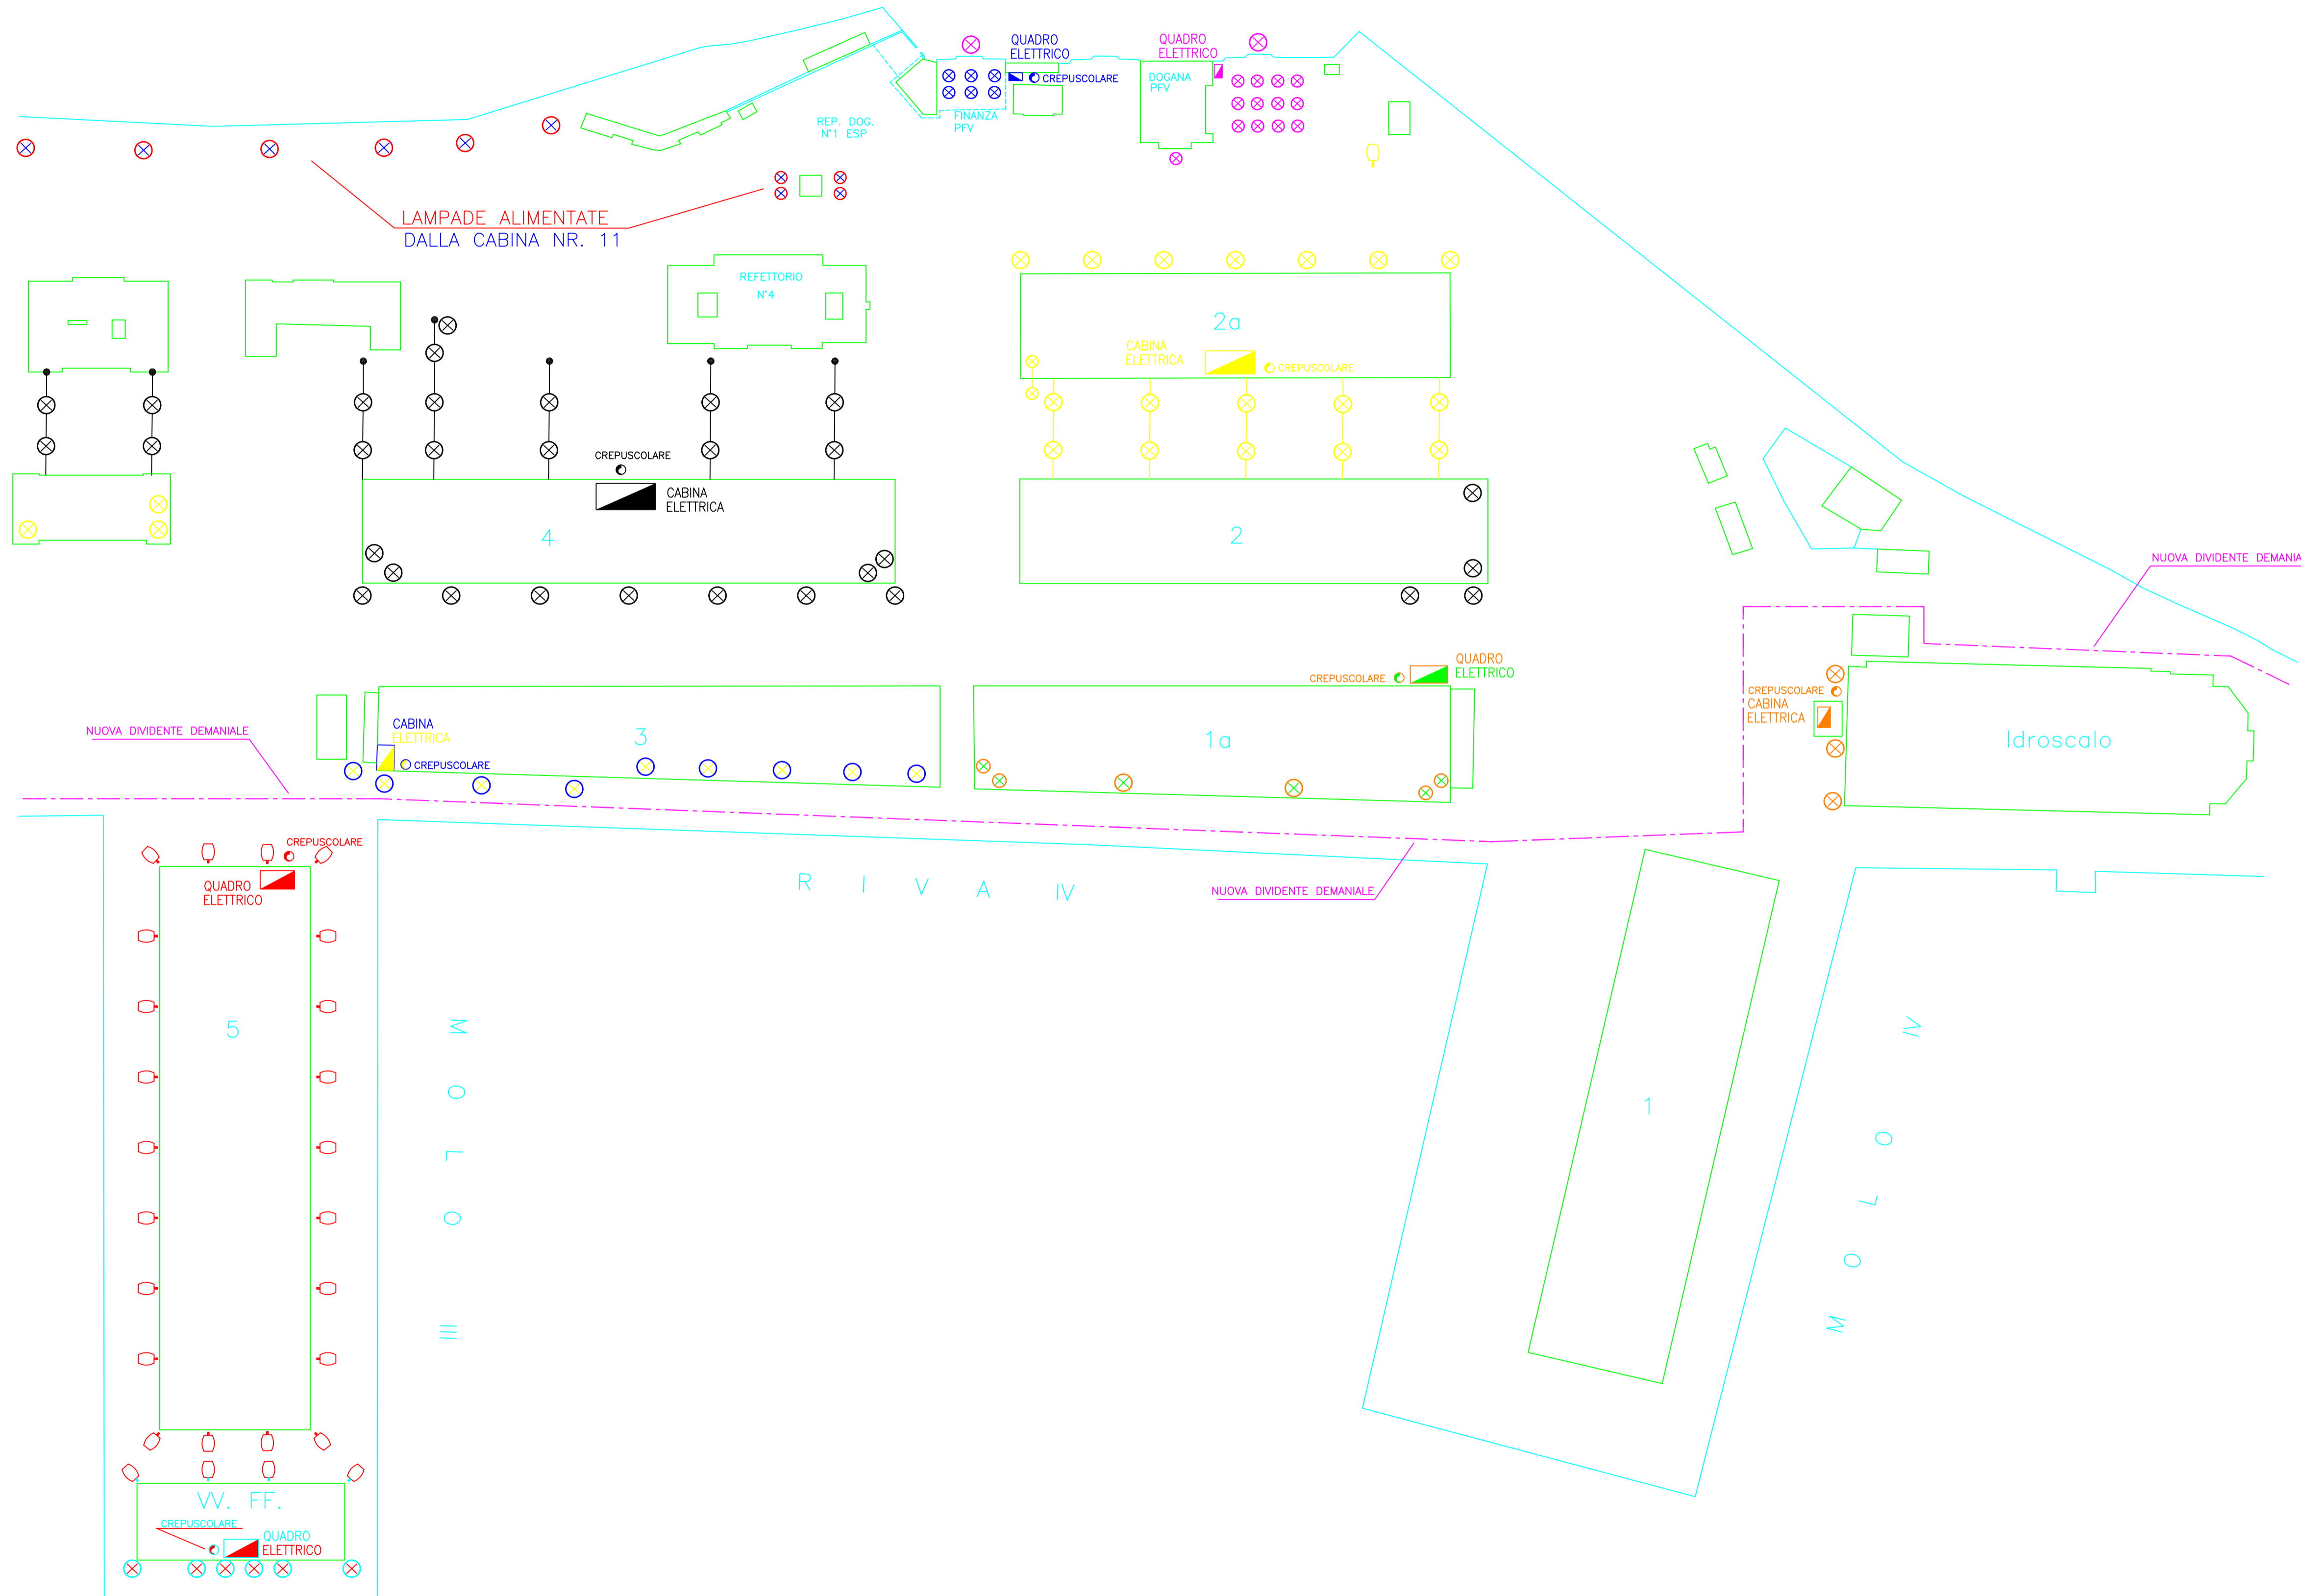 QUADRO
ELETTRICO
CREPUSCOLARE
QUADRO
ELETTRICO
DOGANA
PFV
REP. DOG.
N°1 ESP
FINANZA
PFV
LAMPADE ALIMENTATE
DALLA CABINA NR. 11
REFETTORIO
N°4
2a
CABINA
ELETTRICA
CREPUSCOLARE
CREPUSCOLARE
CABINA
ELETTRICA
4
2
NUOVA DIVIDENTE DEMANIA
QUADRO
ELETTRICO
CREPUSCOLARE
CREPUSCOLARE
CABINA
ELETTRICA
Idroscalo
NUOVA DIVIDENTE DEMANIALE
CABINA
ELETTRICA
CREPUSCOLARE
3
1a
CREPUSCOLARE
QUADRO
ELETTRICO
RIVA IV
NUOVA DIVIDENTE DEMANIALE
5
MOLO III
1
MOLO IV
VV. FF.
CREPUSCOLARE
QUADRO
ELETTRICO